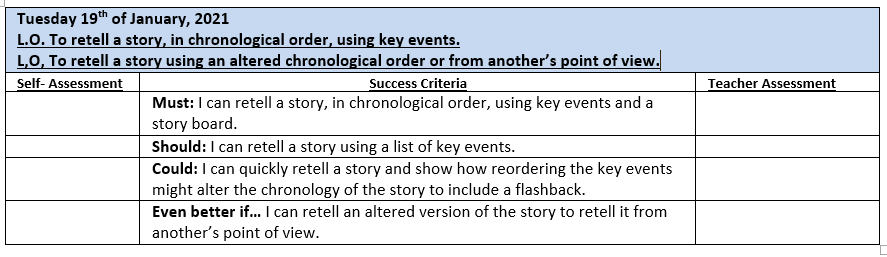 Tuesday 19th of January, 2021
L.O. To retell a story, in chronological order, using key events.
L,O, To retell a story using an altered chronological order or from another's point of view.
Self- Assessment Success Criteria Teacher Assessment
Must: I can retell a story, in chronological order, using key events and a
story board.
Should: I can retell a story using a list of key events.
Could: I can quickly retell a story and show how reordering the key events
might alter the chronology of the story to include a flashback.
Even better if... I can retell an altered version of the story to retell it from
another's point of view.